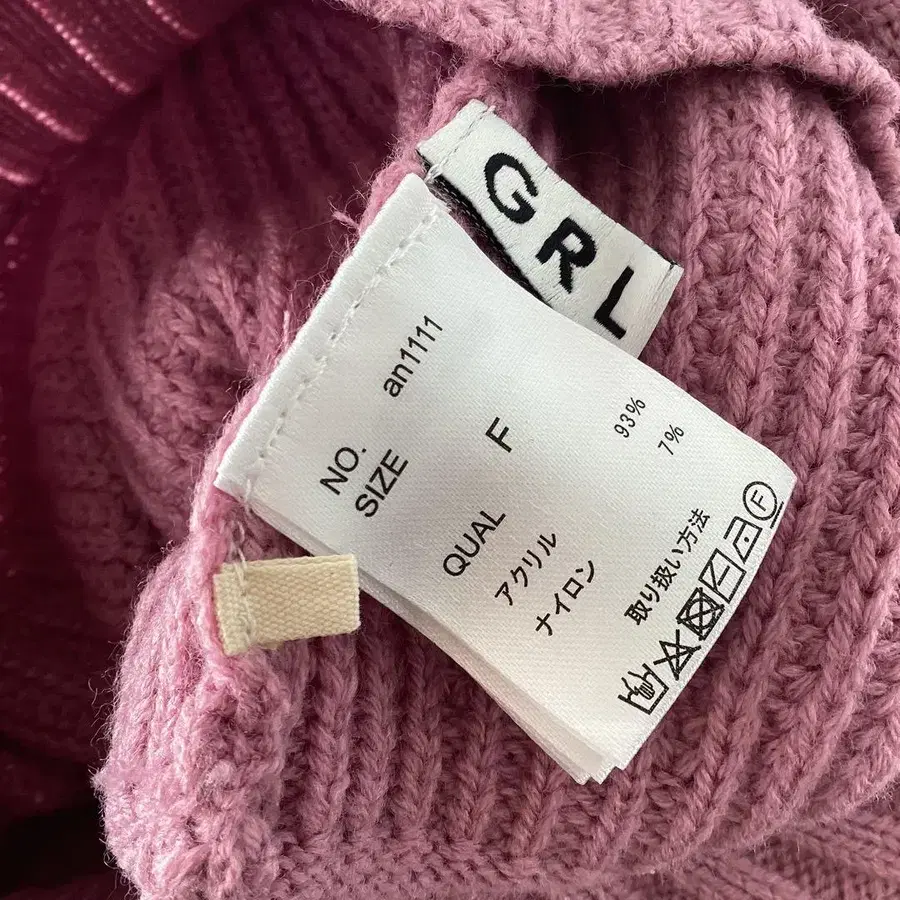 GRL
NO. an1111
SIZE F
QUAL
アクリル 93%
ナイロン 7%
取り扱い方法
F